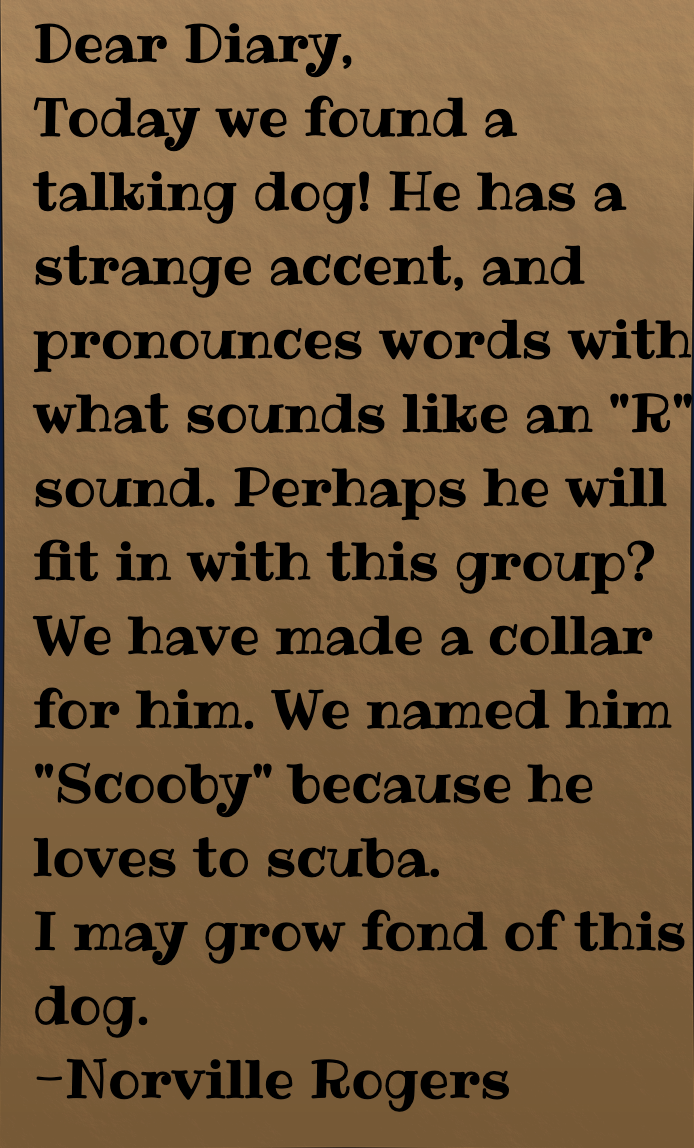 Dear Diary,
Today we found a
talking dog! He has a
strange accent, and
pronounces words with
what sounds like an "R"
sound. Perhaps he will
fit in with this group?
We have made a collar
for him. We named him
"Scooby" because he
loves to scuba.
I may grow fond of this
dog.
-Norville Rogers